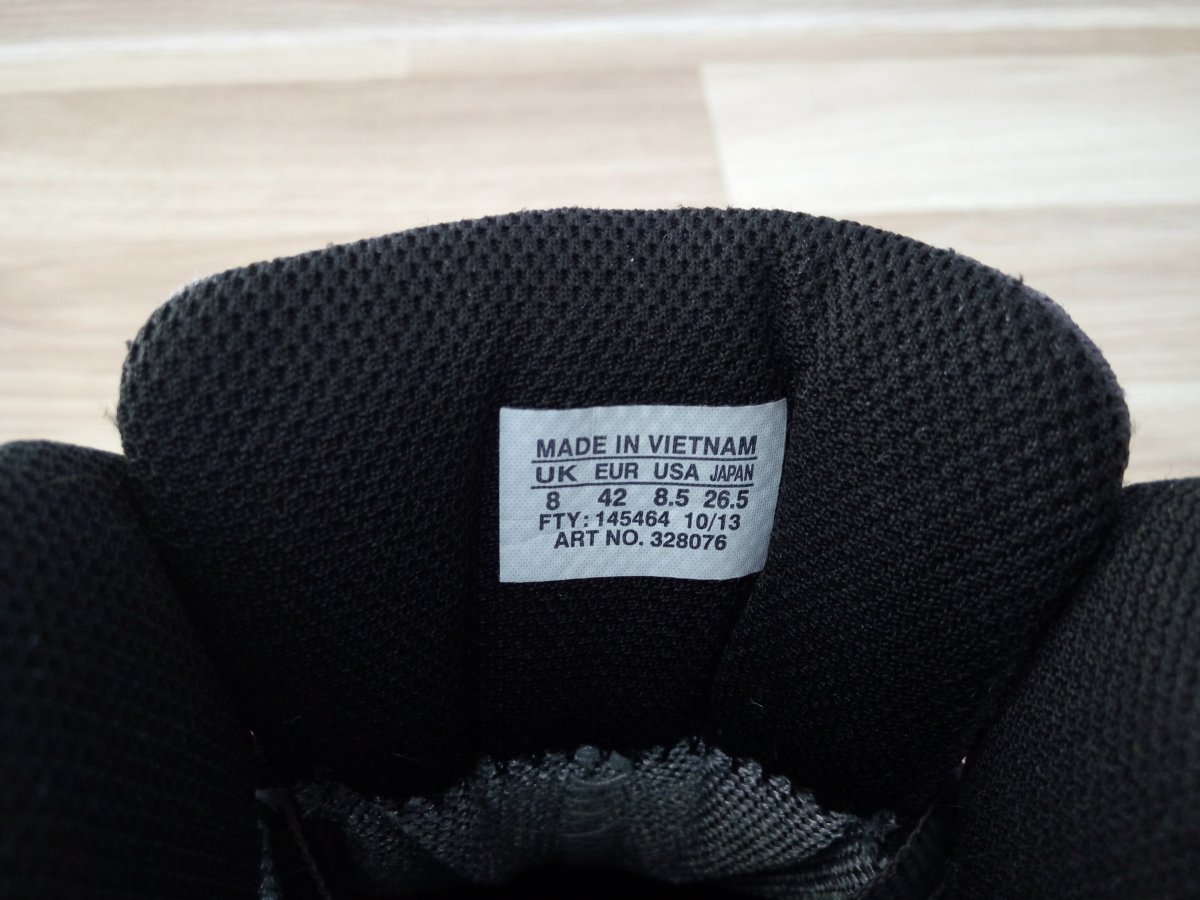 MADE IN VIETNAM
UK EUR USA JAPAN
8 42 8.5 26.5
FTY: 145464 10/13
ART NO. 328076